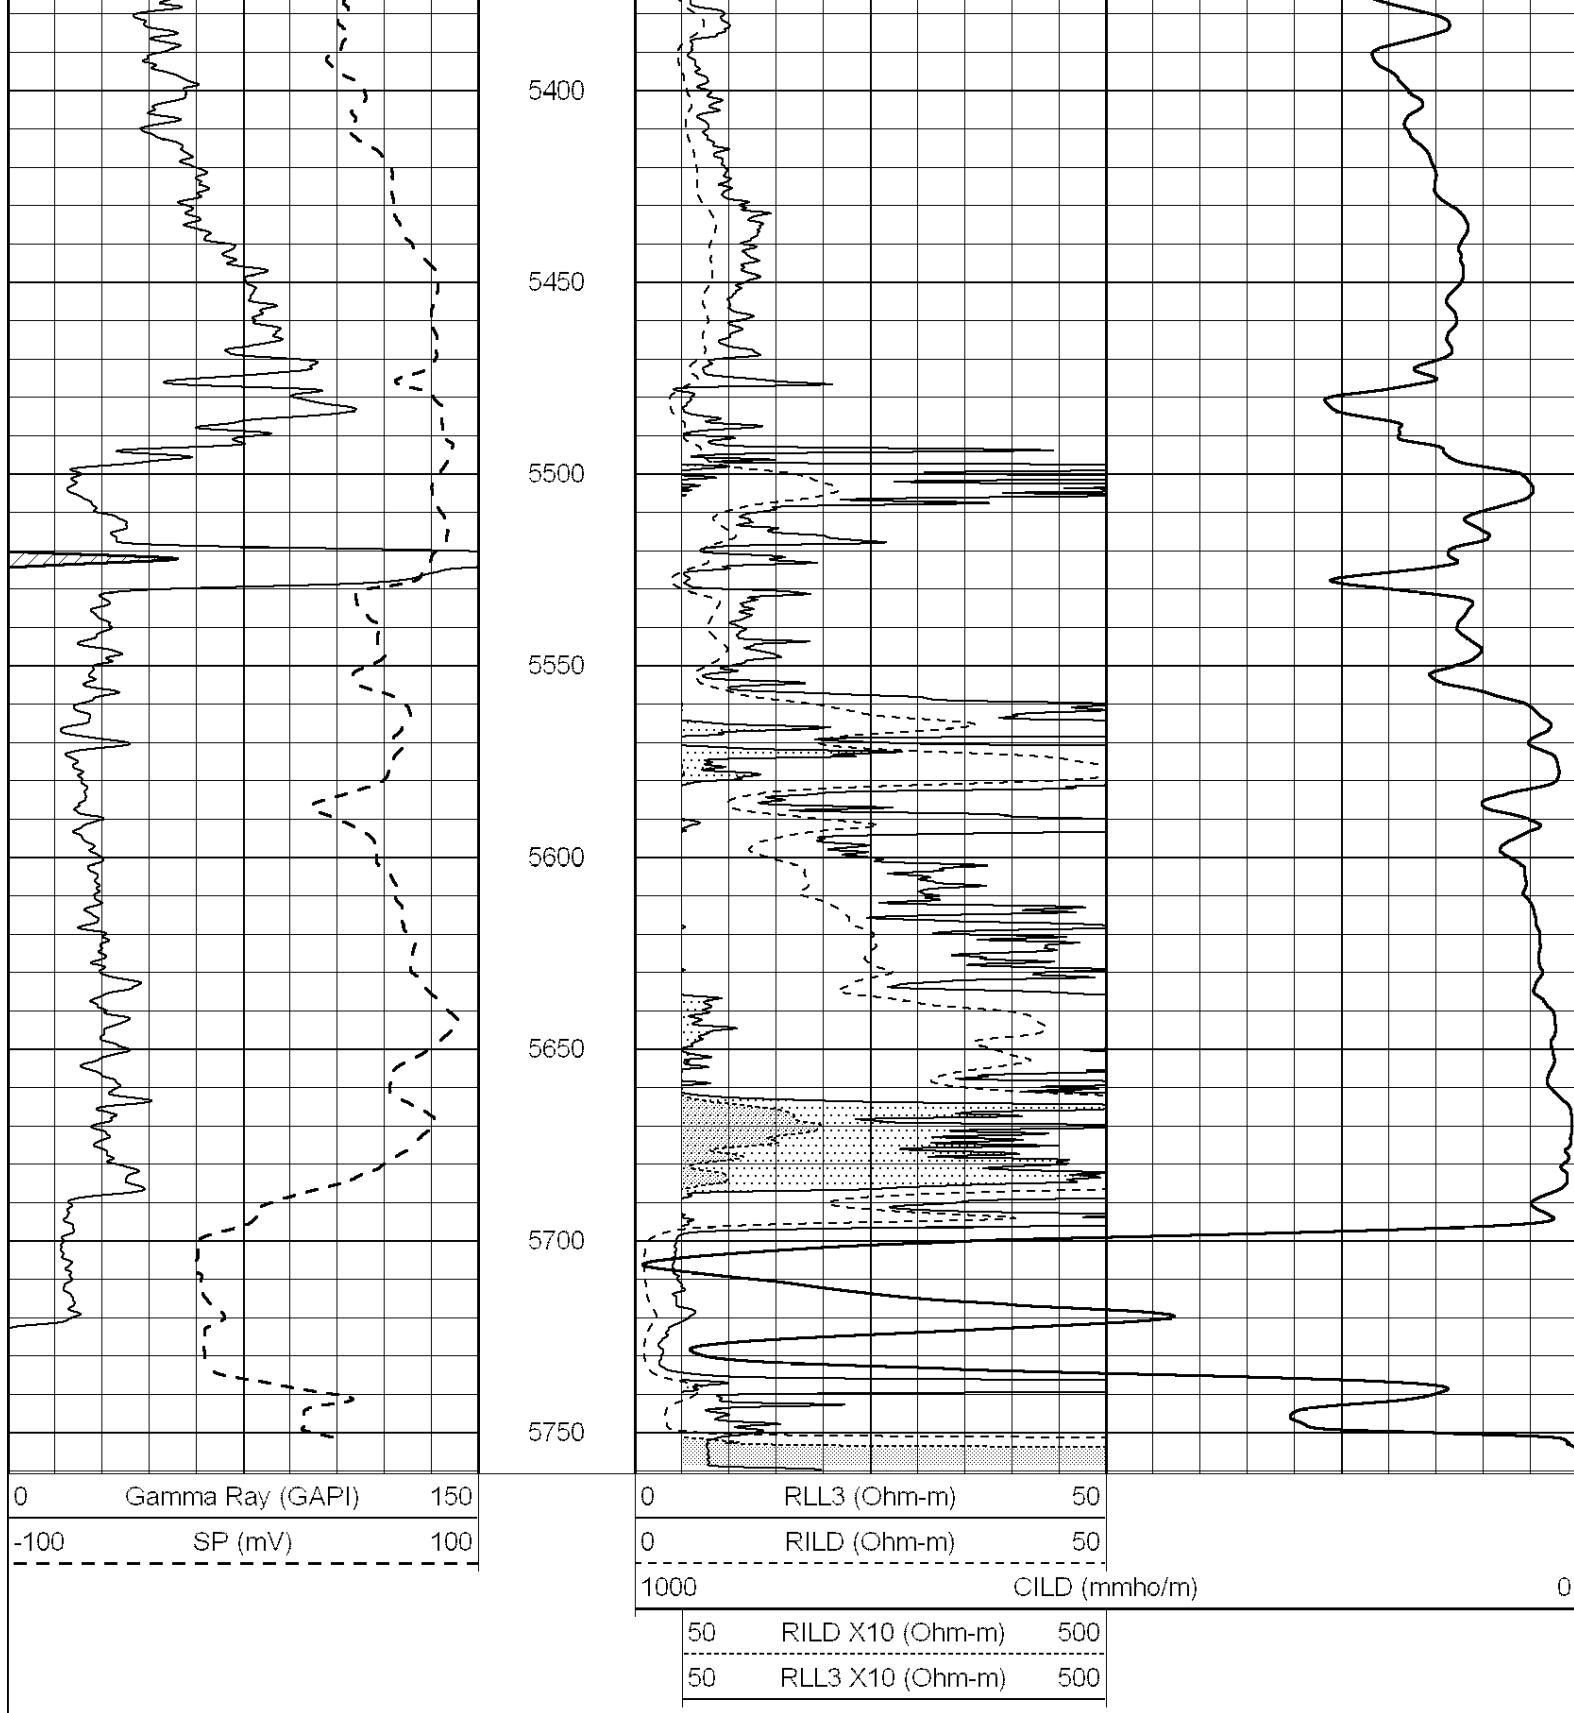 5400
5450
5500
5550
5600
5650
5700
5750
0 Gamma Ray (GAPI) 150
-100 SP (mV) 100
0 RLL3 (Ohm-m) 50
0 RILD (Ohm-m) 50
1000 CILD (mmho/m) 0
50 RILD X10 (Ohm-m) 500
50 RLL3 X10 (Ohm-m) 500